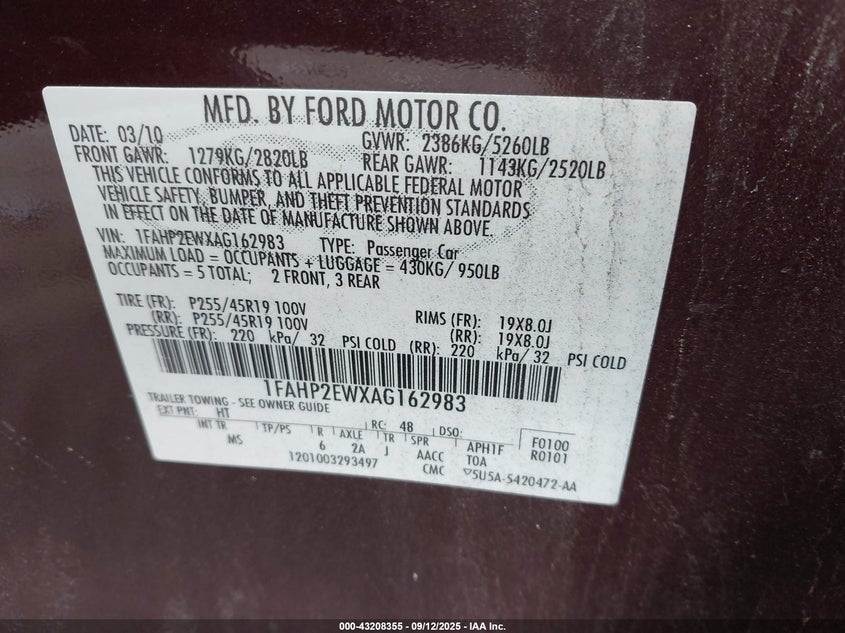 MFD. BY FORD MOTOR CO.
DATE: 03/10 GVWR: 2386KG/5260LB
FRONT GAWR: 1279KG/2820LB REAR GAWR: 1143KG/2520LB
THIS VEHICLE CONFORMS TO ALL APPLICABLE FEDERAL MOTOR
VEHICLE SAFETY, BUMPER, AND THEFT PREVENTION STANDARDS
IN EFFECT ON THE DATE OF MANUFACTURE SHOWN ABOVE.
VIN: 1FAHP2EWXAG162983 TYPE: Passenger Car
MAXIMUM LOAD = OCCUPANTS + LUGGAGE = 430KG/ 950LB
OCCUPANTS = 5 TOTAL; 2 FRONT, 3 REAR
TIRE (FR): P255/45R19 100V RIMS (FR): 19X8.0J
(RR): P255/45R19 100V (RR): 19X8.0J
PRESSURE (FR): 220 kPa/ 32 PSI COLD (RR): 220 kPa/ 32 PSI COLD
1FAHP2EWXAG162983
TRAILER TOWING - SEE OWNER GUIDE
EXT PNT: HT RC: 48 DSO: F0100
INT TR TP/PS R AXLE TR SPR APH1F R0101
MS 6 2A J AACC TOA
1201003293497 CMC 5U5A-5420472-AA
000-43208355 - 09/12/2025 - IAA Inc.